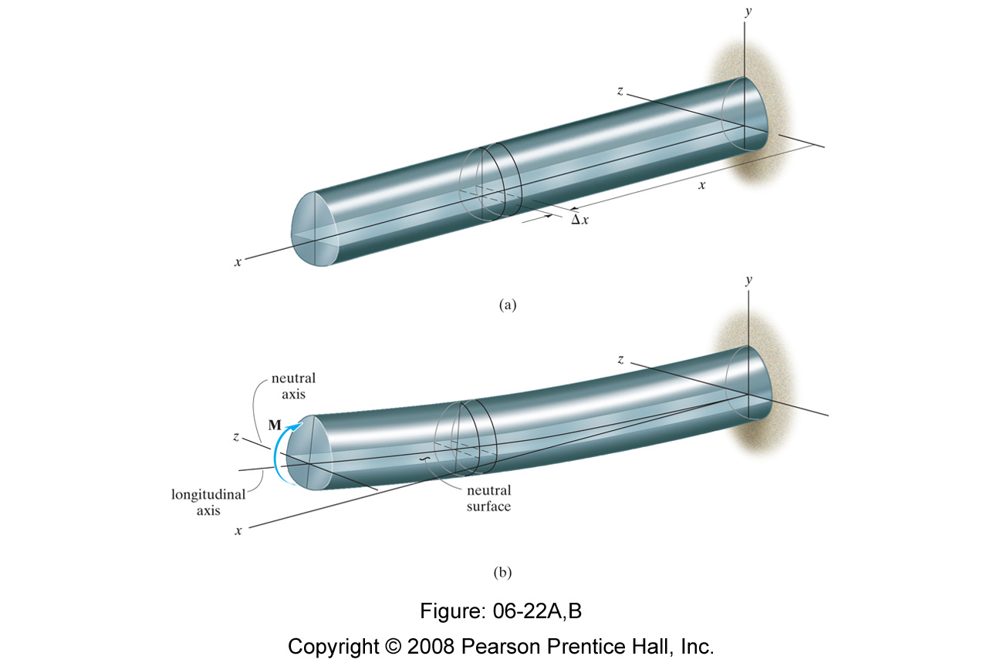 y
z
x
Δx
x
(a)
y
z
neutral
axis
M
z
longitudinal
axis
neutral
surface
x
(b)
Figure: 06-22A,B
Copyright © 2008 Pearson Prentice Hall, Inc.